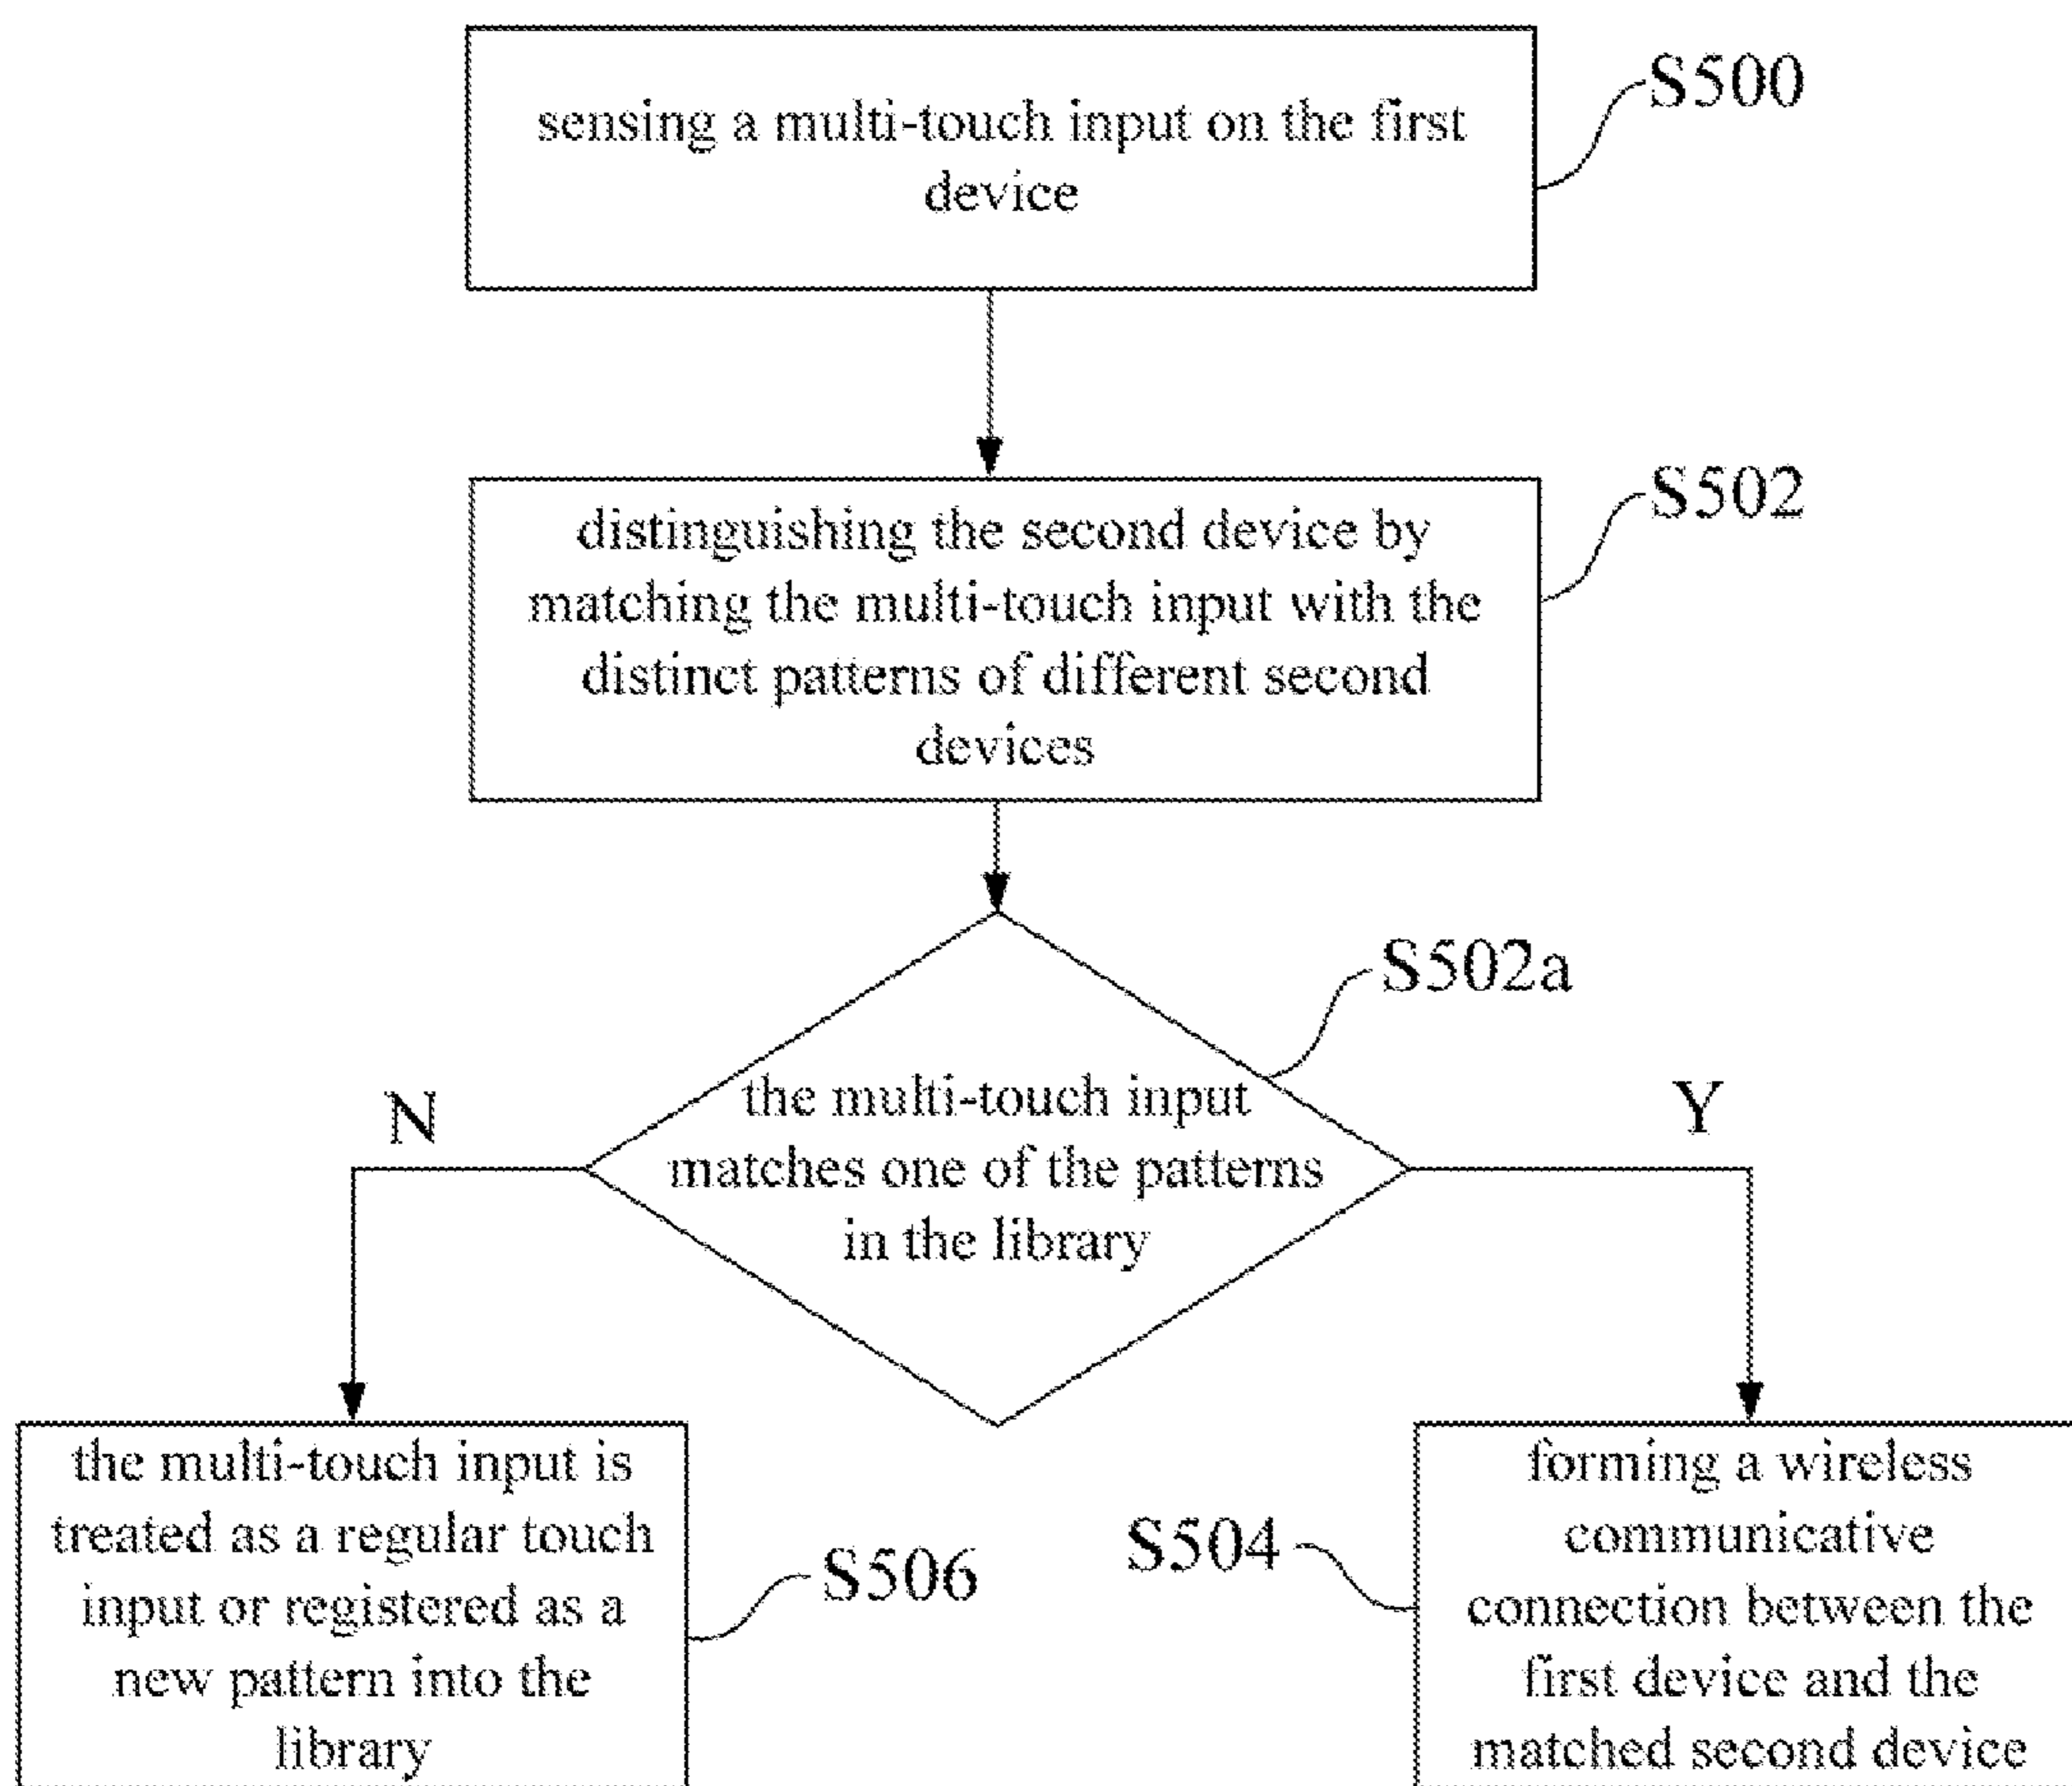 sensing a multi-touch input on the first
device
S500
distinguishing the second device by
matching the multi-touch input with the
distinct patterns of different second
devices
S502
the multi-touch input
matches one of the patterns
in the library
S502a
N
Y
the multi-touch input is
treated as a regular touch
input or registered as a
new pattern into the
library
S506
S504
forming a wireless
communicative
connection between the
first device and the
matched second device